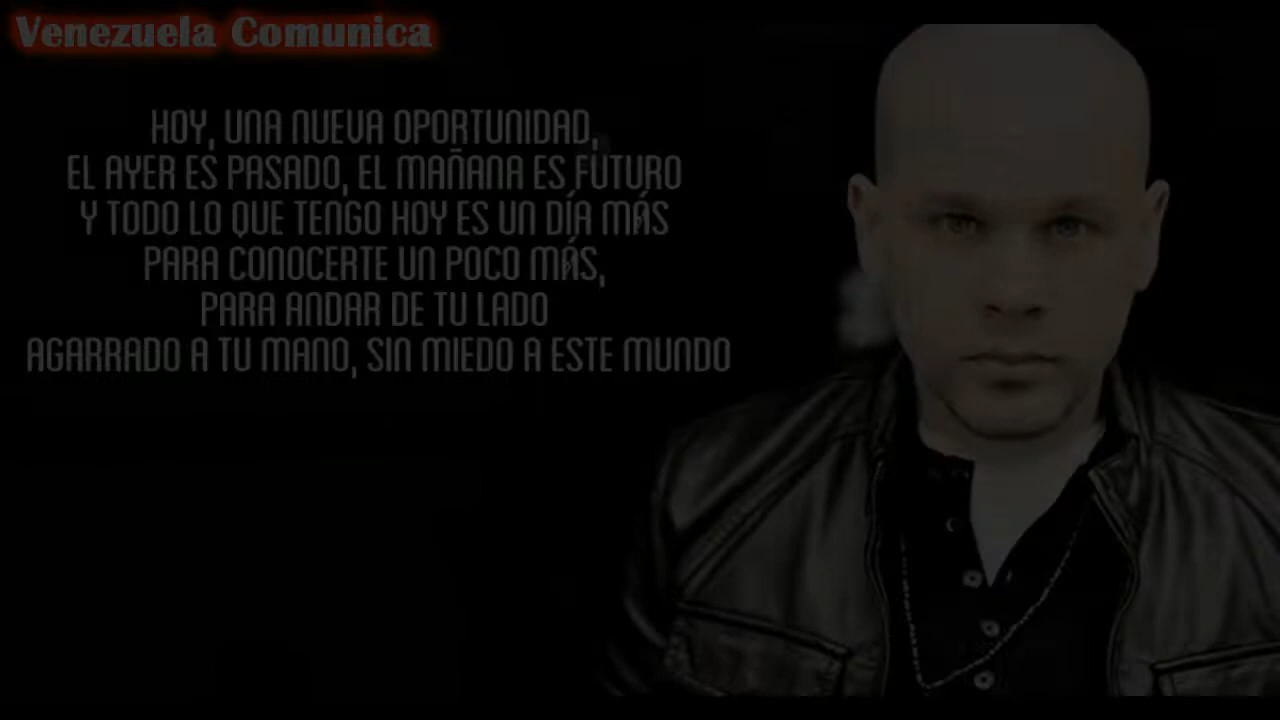 Venezuela Comunica
HOY, UNA NUEVA OPORTUNIDAD,
EL AYER ES PASADO, EL MAÑANA ES FUTURO
Y TODO LO QUE TENGO HOY ES UN DÍA MÁS
PARA CONOCERTE UN POCO MÁS,
PARA ANDAR DE TU LADO
AGARRADO A TU MANO, SIN MIEDO A ESTE MUNDO